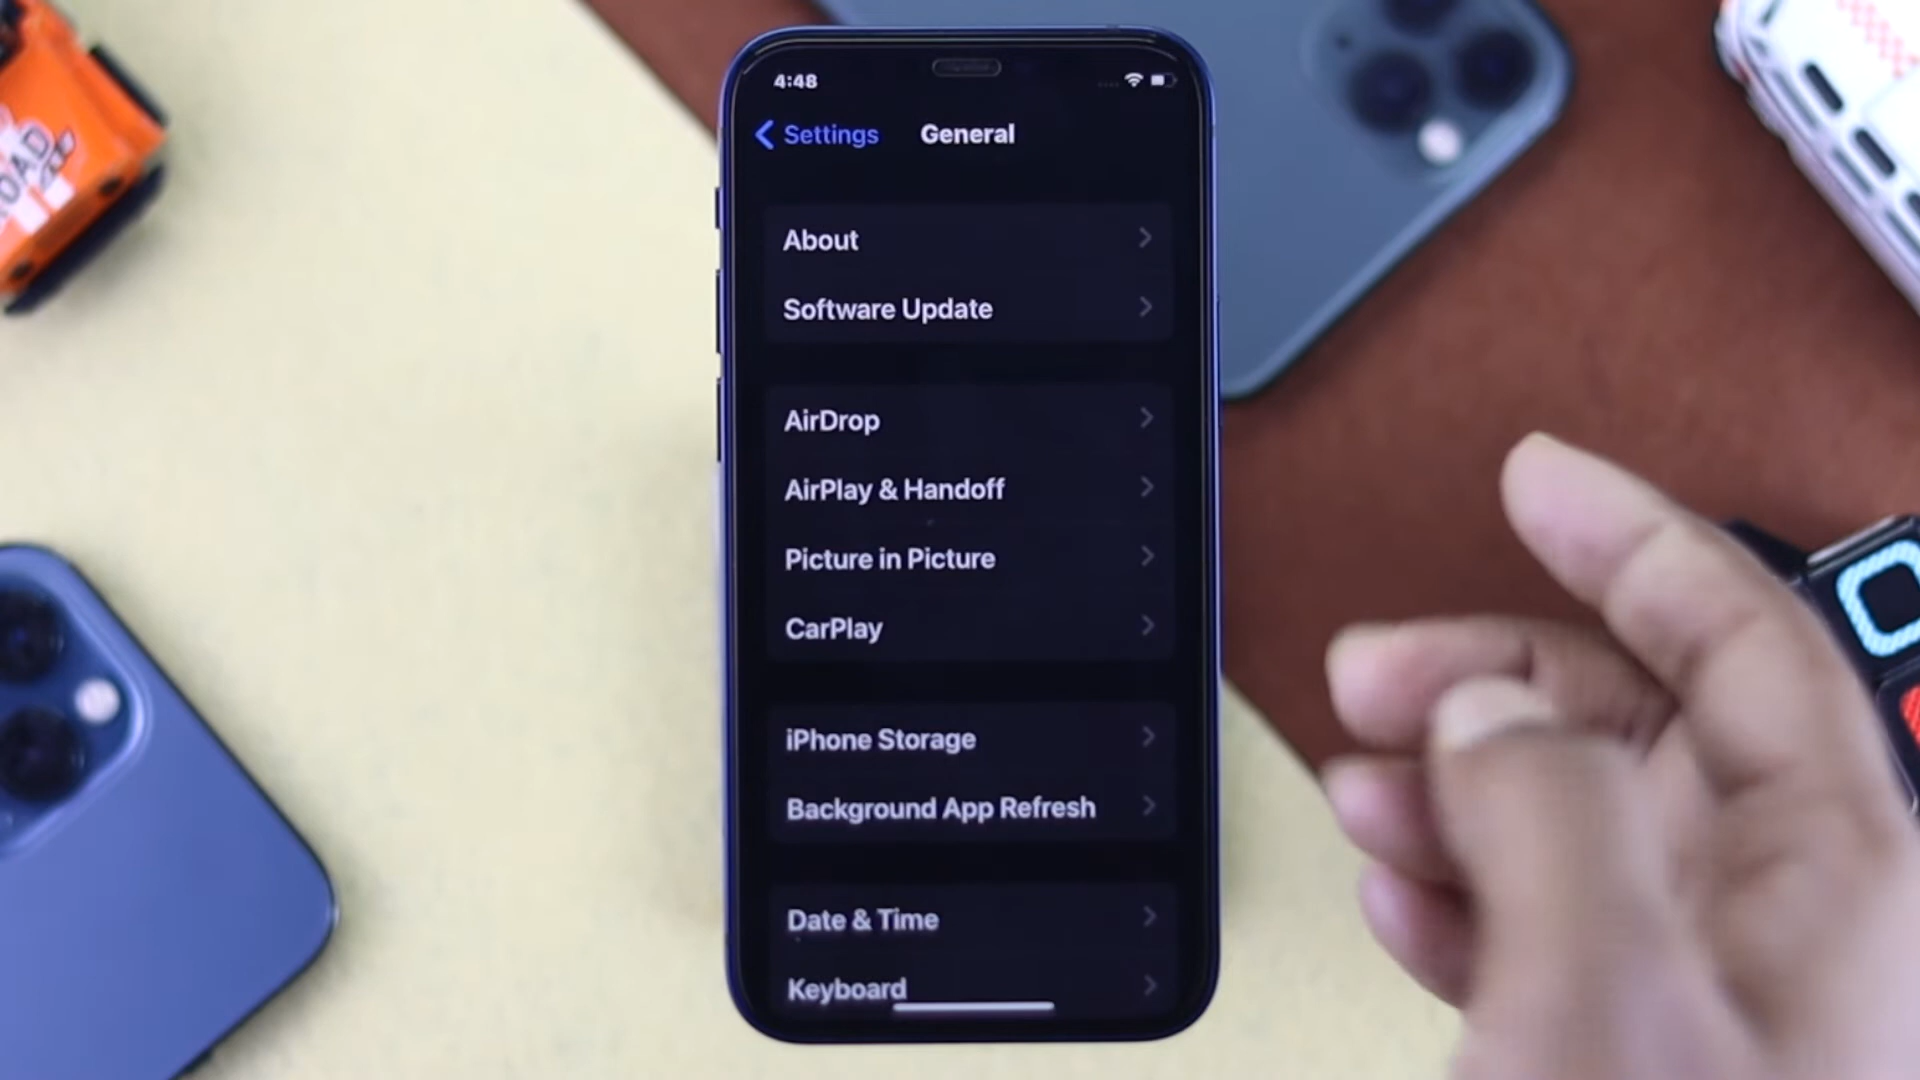 4:48
Settings
General
About
Software Update
AirDrop
AirPlay & Handoff
Picture in Picture
CarPlay
iPhone Storage
Background App Refresh
Date & Time
Keyboard